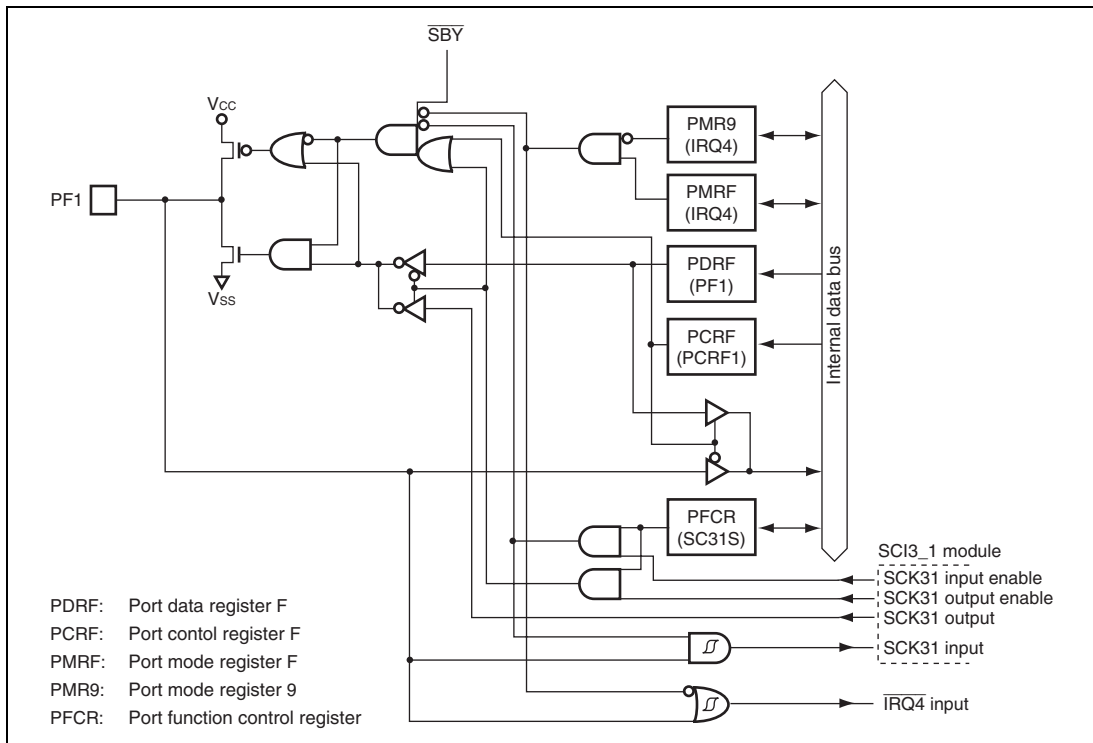 SBY
VCC
PF1
VSS
PMR9
(IRQ4)
PMRF
(IRQ4)
PDRF
(PF1)
PCRF
(PCRF1)
PFCR
(SC31S)
Internal data bus
SCI3_1 module
SCK31 input enable
SCK31 output enable
SCK31 output
SCK31 input
IRQ4 input
PDRF: Port data register F
PCRF: Port contol register F
PMRF: Port mode register F
PMR9: Port mode register 9
PFCR: Port function control register